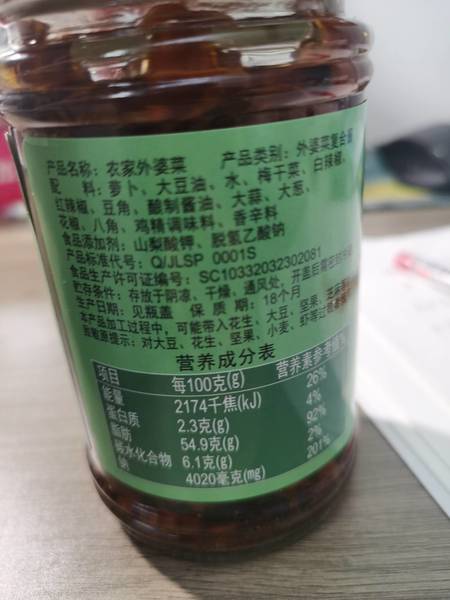 产品名称：农家外婆菜 产品类别：外婆菜复合酱
配 料：萝卜、大豆油、水、梅干菜、白辣椒、
红辣椒、豆角、酿制酱油、大蒜、大葱、
花椒、八角、鸡精调味料、香辛料
食品添加剂：山梨酸钾、脱氢乙酸钠
产品标准代号：Q/JLSP 0001S
食品生产许可证编号：SC10332032302081
贮存条件：存放于阴凉、干燥、通风处，开盖后需密封
生产日期：见瓶盖 保 质 期：18个月
本产品加工过程中，可能带入花生、大豆、坚果、
贡敏原提示：对大豆、花生、坚果、小麦、虾等过
营养成分表
项目 每100克(g) 营养素参考值%
能量 2174千焦(kJ) 26%
蛋白质 2.3克(g) 4%
脂肪 54.9克(g) 92%
碳水化合物 6.1克(g) 2%
钠 4020毫克(mg) 201%